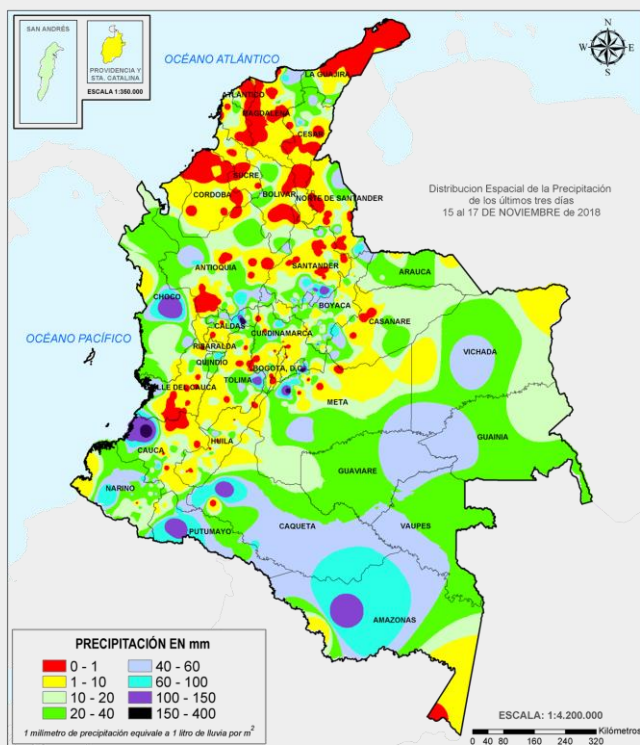 SAN ANDRÉS
PROVIDENCIA Y
STA. CATALINA
ESCALA 1:350.000
OCÉANO ATLÁNTICO
N
W E
S
LA GUAJIRA
ATLÁNTICO
MAGDALENA
CESAR
SUCRE
CORDOBA
BOLIVAR
NORTE DE SANTANDER
Distribucion Espacial de la Precipitación
de los últimos tres días
15 al 17 DE NOVIEMBRE de 2018
ANTIOQUIA
SANTANDER
ARAUCA
CHOCO
BOYACA
CASANARE
OCÉANO PACÍFICO
CALDAS
CUNDINAMARCA
RISARALDA
VICHADA
QUINDIO
BOGOTA, D.C.
TOLIMA
VALLE DEL CAUCA
META
GUAINIA
HUILA
CAUCA
GUAVIARE
NARIÑO
CAQUETA
VAUPES
PUTUMAYO
AMAZONAS
PRECIPITACIÓN EN mm
0 - 1 40 - 60
1 - 10 60 - 100
10 - 20 100 - 150
20 - 40 150 - 400
1 milimetro de precipitación equivale a 1 litro de lluvia por m²
ESCALA: 1:4.200.000
Kilómetros
0 40 80 160 240 320